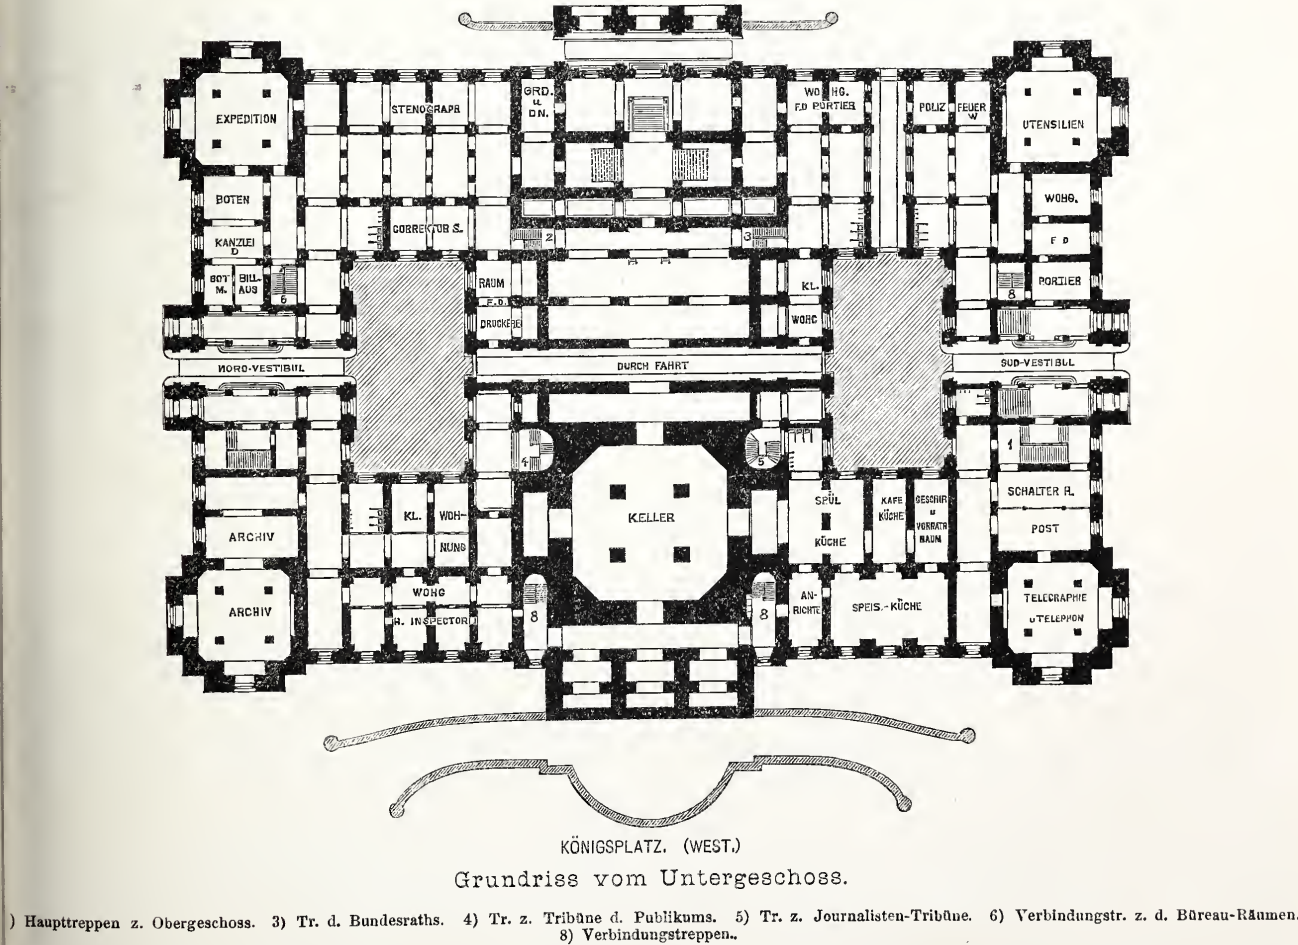 EXPEDITION
STENOGRAPH
GRD.
u
DN.
WOHG.
F.D PORTIER
POLIZ
FEUER
W
UTENSILIEN
BOTEN
WOHG.
KANZLEI
D
CORREKTOR S.
2
3
F D
BOT
M.
BILL-
AUS
6
RAUM
F.D.
DRUCKERE
KL.
WOHG
8
PORTIER
NORD-VESTIBUL
DURCH FAHRT
SÜD-VESTIBUL
4
5
1
KELLER
KL.
WOH-
NUNG
SPÜL
KÜCHE
KAFE
KÜCHE
GESCHIR
u
VORRATH
RAUM
SCHALTER R.
POST
ARCHIV
ARCHIV
WOHG
H. INSPECTOR
8
8
AN-
RICHTE
SPEIS.-KÜCHE
TELEGRAPHIE
u TELEPHON
KÖNIGSPLATZ. (WEST.)
Grundriss vom Untergeschoss.
) Haupttreppen z. Obergeschoss. 3) Tr. d. Bundesraths. 4) Tr. z. Tribüne d. Publikums. 5) Tr. z. Journalisten-Tribüne. 6) Verbindungstr. z. d. Büreau-Räumen.
8) Verbindungstreppen.